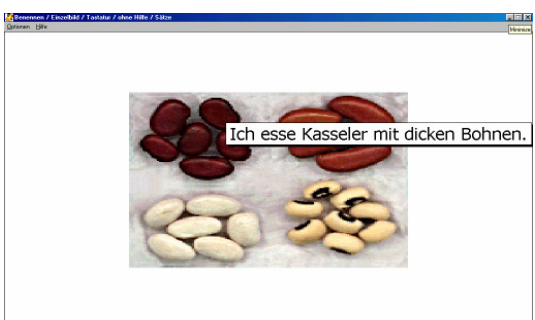 Benennen / Einzelbild / Tastatur / ohne Hilfe / Sätze
Optionen Hilfe
Minimize
Ich esse Kasseler mit dicken Bohnen.